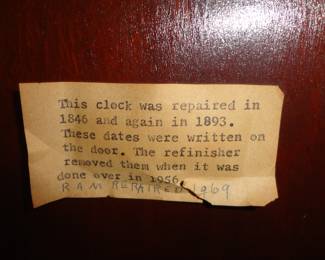 This clock was repaired in
1846 and again in 1893.
These dates were written on
the door. The refinisher
removed them when it was
done over in 1956.
RAM REPAIRED 1969